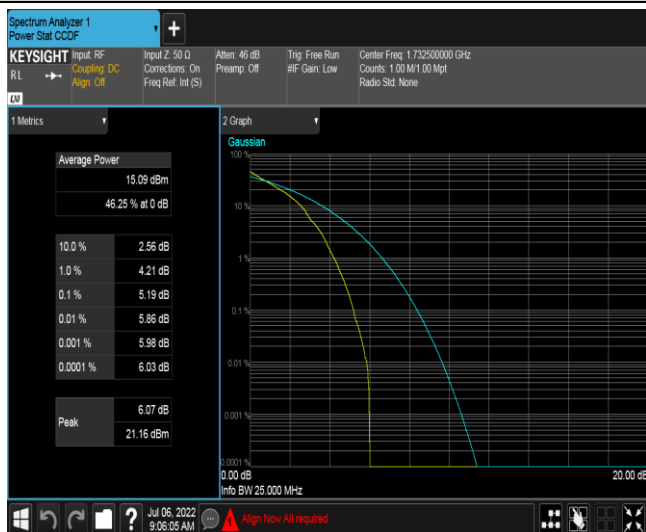 Spectrum Analyzer 1
Power Stat CCDF
+
KEYSIGHT
RL
Input: RF
Coupling: DC
Align: Off
Input Z: 50 Ω
Corrections: On
Freq Ref: Int (S)
Atten: 46 dB
Preamp: Off
Trig: Free Run
#IF Gain: Low
Center Freq: 1.732500000 GHz
Counts: 1.00 M/1.00 Mpt
Radio Std: None
LXI
1 Metrics
Average Power
15.09 dBm
46.25 % at 0 dB
10.0 % 2.56 dB
1.0 % 4.21 dB
0.1 % 5.19 dB
0.01 % 5.86 dB
0.001 % 5.98 dB
0.0001 % 6.03 dB
Peak
6.07 dB
21.16 dBm
2 Graph
Gaussian
100 %
10 %
1 %
0.1 %
0.01 %
0.001 %
0.0001 %
0.00 dB
20.00 dB
Info BW 25.000 MHz
?
Jul 06, 2022
9:06:05 AM
Align Now All required